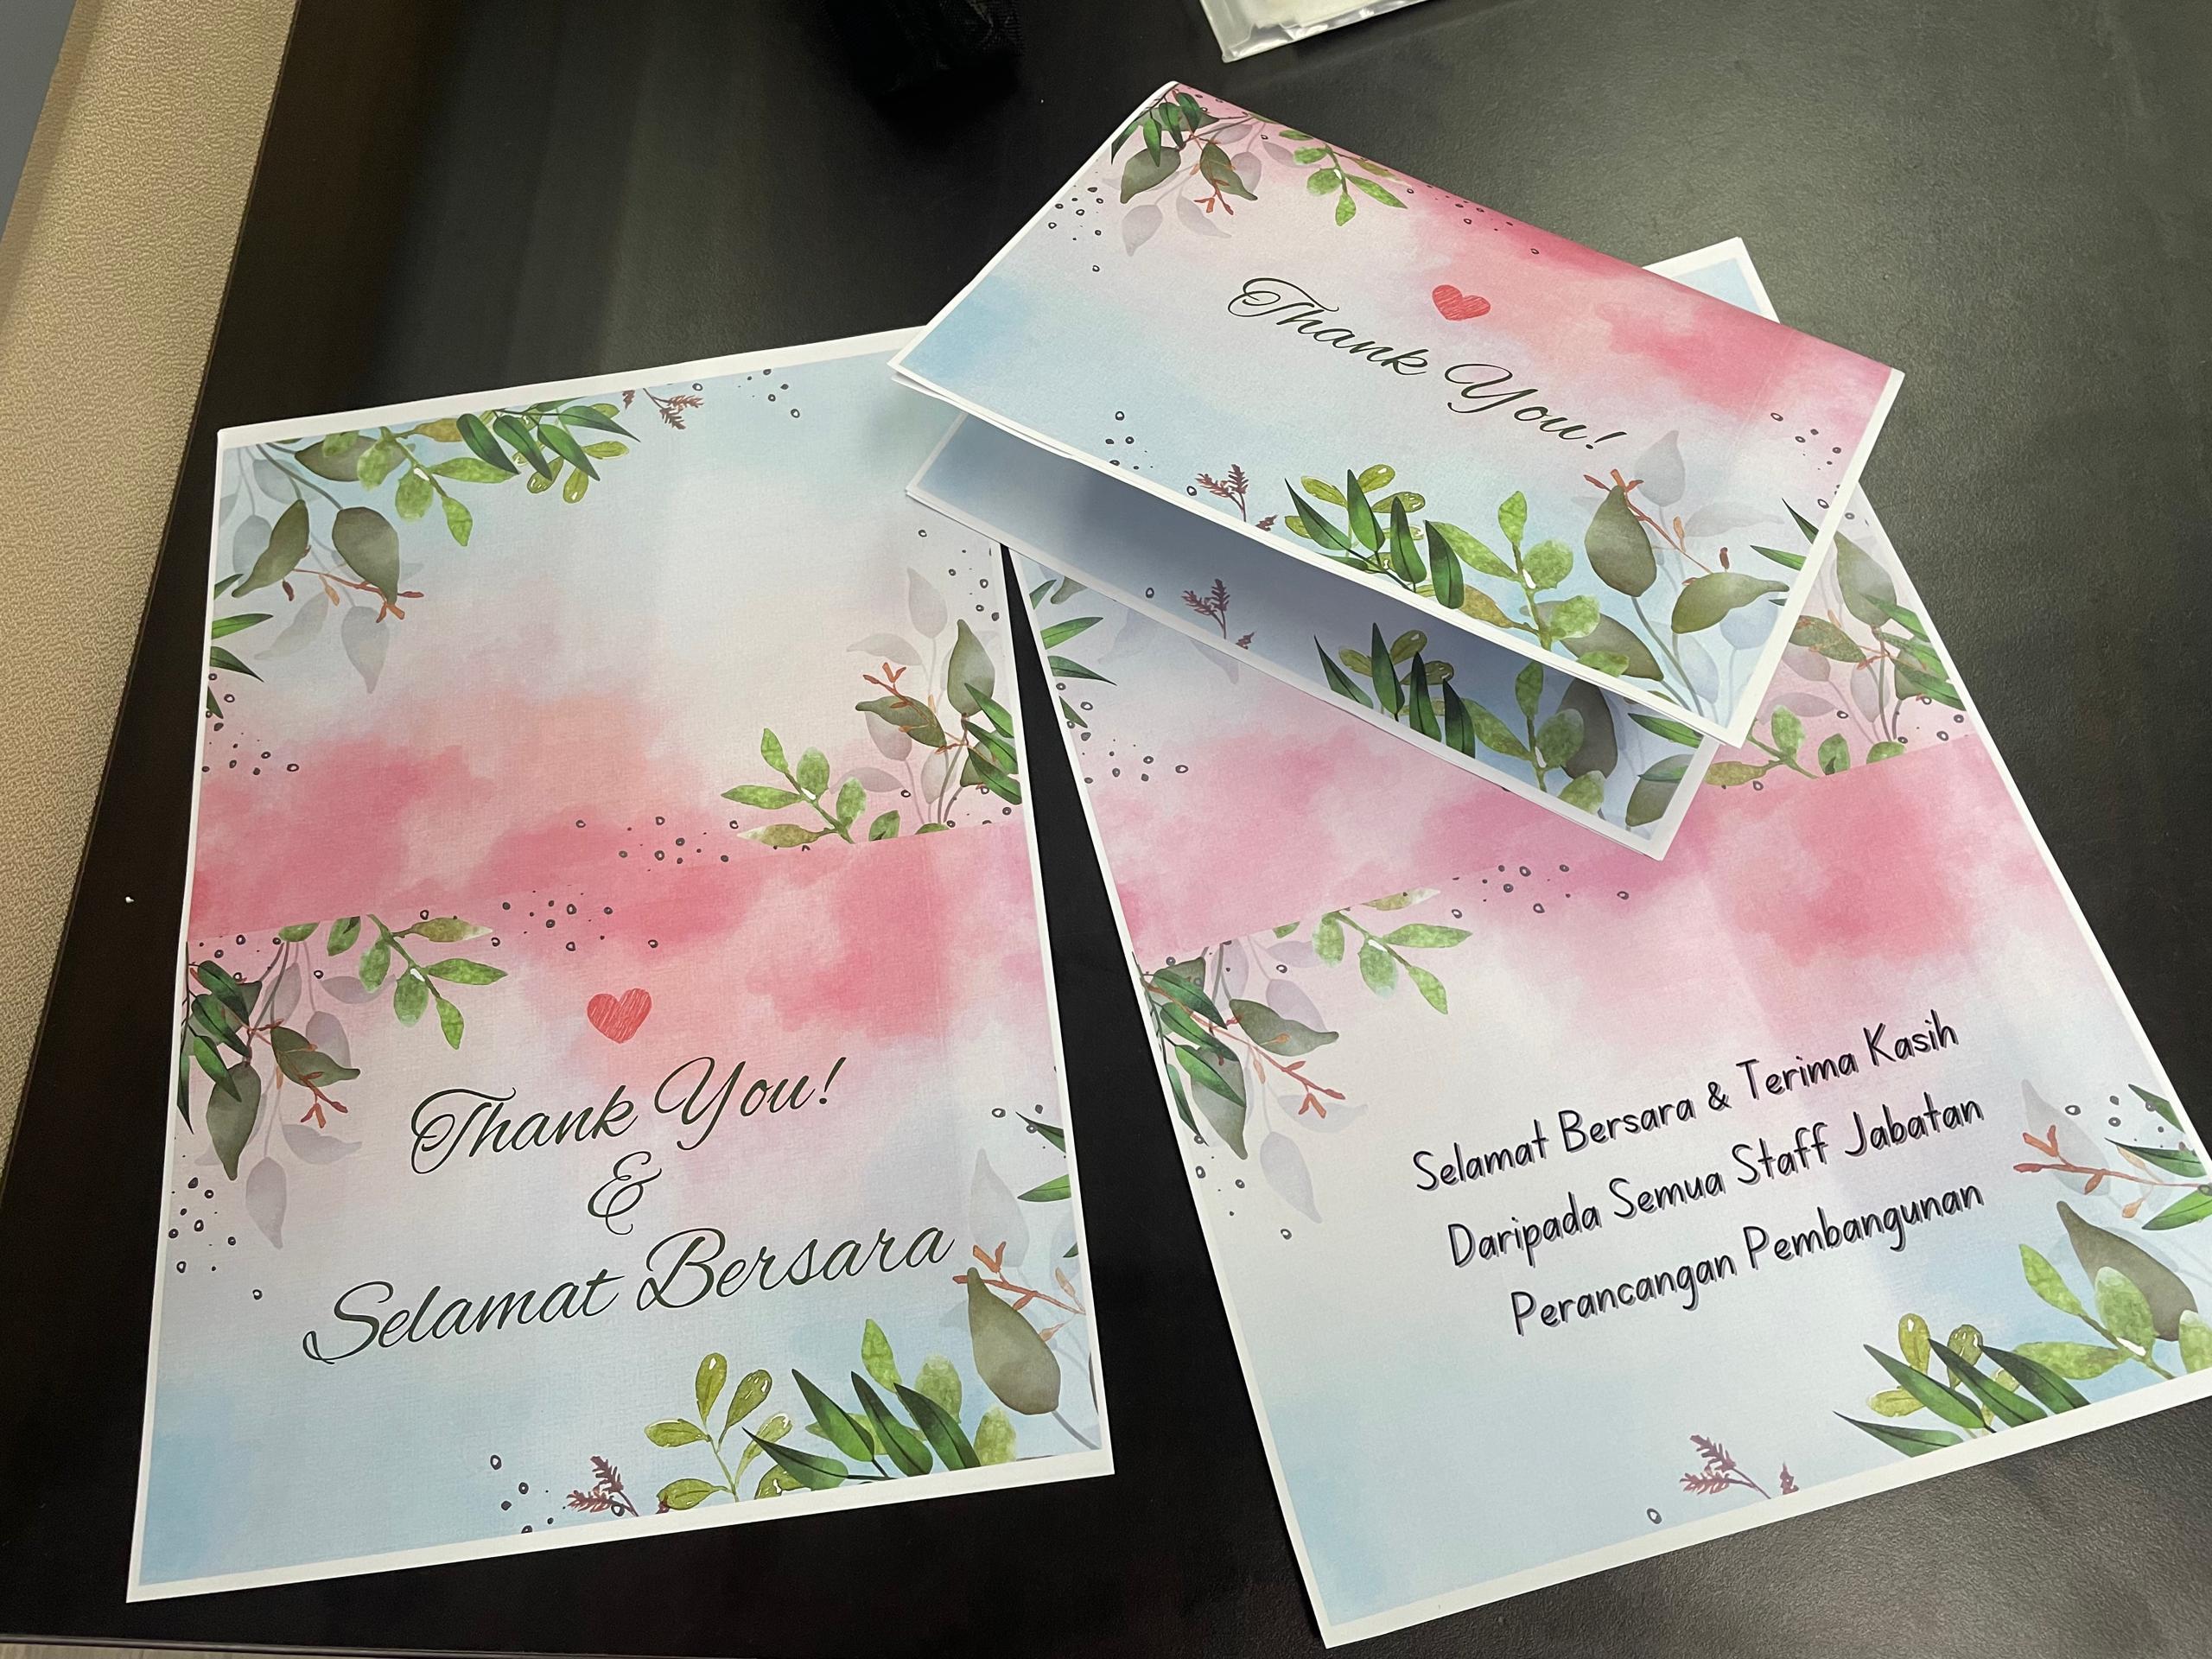 Thank You!
Thank You!
&
Selamat Bersara
Selamat Bersara & Terima Kasih
Daripada Semua Staff Jabatan
Perancangan Pembangunan